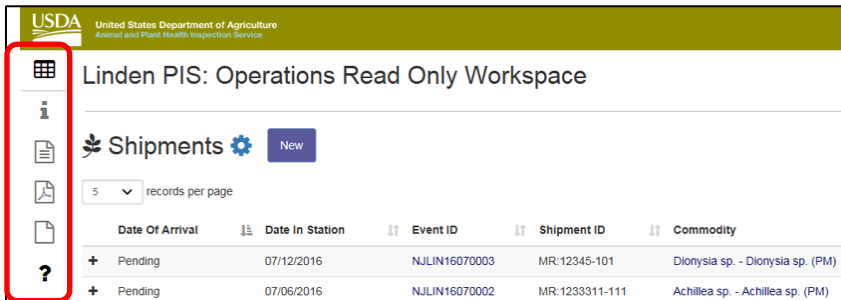 USDA United States Department of Agriculture
Animal and Plant Health Inspection Service
Linden PIS: Operations Read Only Workspace
Shipments New
5 records per page
Date Of Arrival Date In Station Event ID Shipment ID Commodity
+ Pending 07/12/2016 NJLIN16070003 MR:12345-101 Dionysia sp. - Dionysia sp. (PM)
+ Pending 07/06/2016 NJLIN16070002 MR:1233311-111 Achillea sp. - Achillea sp. (PM)
i
?